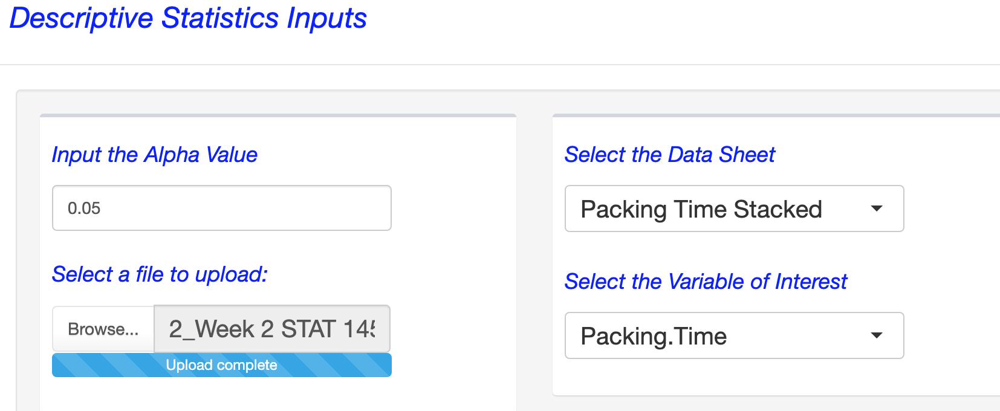 Descriptive Statistics Inputs
Input the Alpha Value
0.05
Select a file to upload:
Browse...
2_Week 2 STAT 14
Upload complete
Select the Data Sheet
Packing Time Stacked
Select the Variable of Interest
Packing.Time